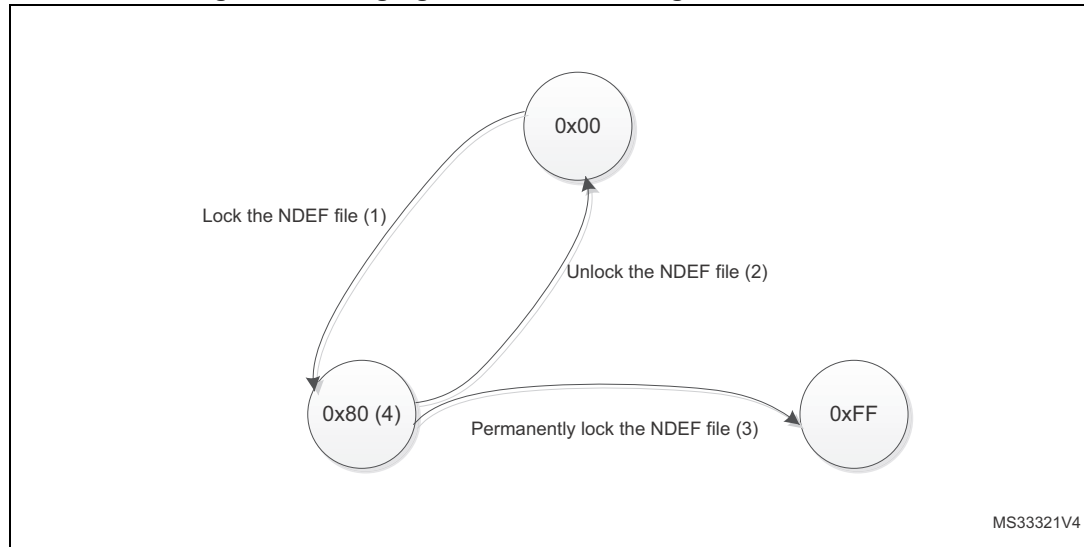 0x00
Lock the NDEF file (1)
Unlock the NDEF file (2)
0x80 (4)
Permanently lock the NDEF file (3)
0xFF
MS33321V4